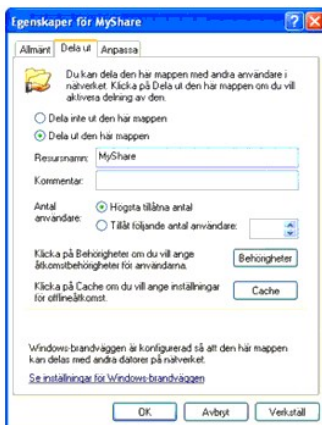 Egenskaper för MyShare
Allmänt Dela ut Anpassa
Du kan dela den här mappen med andra användare i
nätverket. Klicka på Dela ut den här mappen om du vill
aktivera delning av den.
Dela inte ut den här mappen
Dela ut den här mappen
Resursnamn: MyShare
Kommentar:
Antal
användare:
Högsta tillåtna antal
Tillåt följande antal användare:
Klicka på Behörigheter om du vill ange
åtkomstbehörigheter för användarna.
Behörigheter
Klicka på Cache om du vill ange inställningar
för offlineåtkomst.
Cache
Windows-brandväggen är konfigurerad så att den här mappen
kan delas med andra datorer på nätverket.
Se inställningar för Windows-brandväggen
OK Avbryt Verkställ